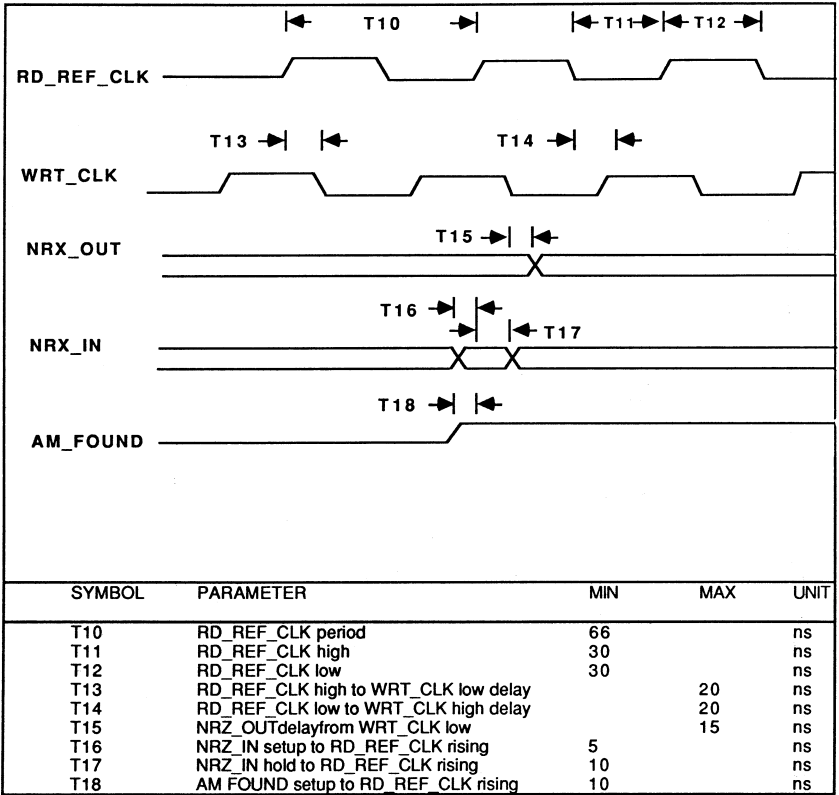 T10
T11
T12
RD_REF_CLK
T13
T14
WRT_CLK
T15
NRX_OUT
T16
T17
NRX_IN
T18
AM_FOUND
SYMBOL PARAMETER MIN MAX UNIT
T10 RD_REF_CLK period 66 ns
T11 RD_REF_CLK high 30 ns
T12 RD_REF_CLK low 30 ns
T13 RD_REF_CLK high to WRT_CLK low delay 20 ns
T14 RD_REF_CLK low to WRT_CLK high delay 20 ns
T15 NRZ_OUTdelayfrom WRT_CLK low 15 ns
T16 NRZ_IN setup to RD_REF_CLK rising 5 ns
T17 NRZ_IN hold to RD_REF_CLK rising 10 ns
T18 AM FOUND setup to RD_REF_CLK rising 10 ns